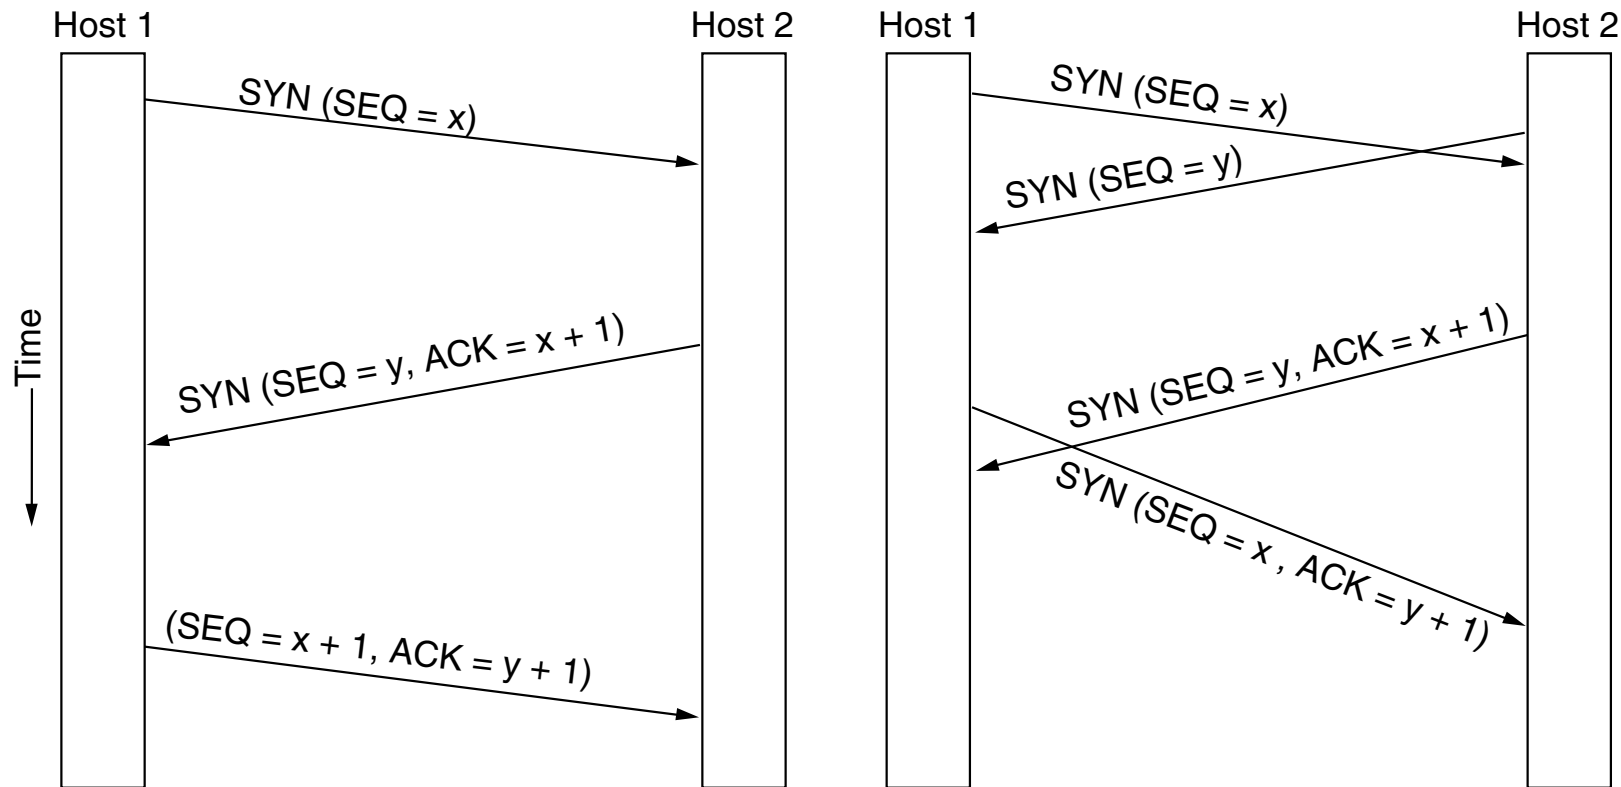 Host 1
Host 2
SYN (SEQ = x)
SYN (SEQ = y, ACK = x + 1)
(SEQ = x + 1, ACK = y + 1)
Time
Host 1
Host 2
SYN (SEQ = x)
SYN (SEQ = y)
SYN (SEQ = y, ACK = x + 1)
SYN (SEQ = x , ACK = y + 1)